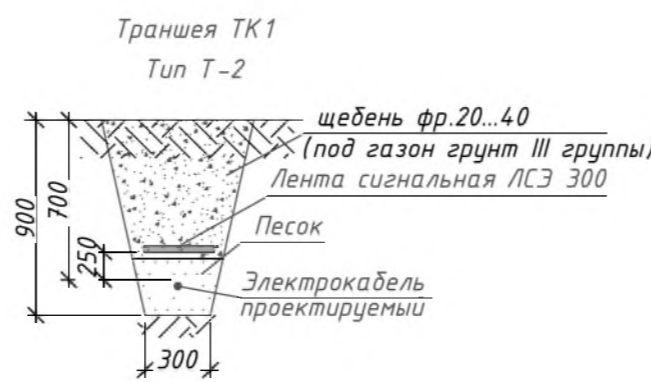 Траншея ТК1
Тип Т-2
щебень фр.20...40
(под газон грунт III группы)
Лента сигнальная ЛСЭ 300
Песок
Электрокабель
проектируемый
900
700
250
300